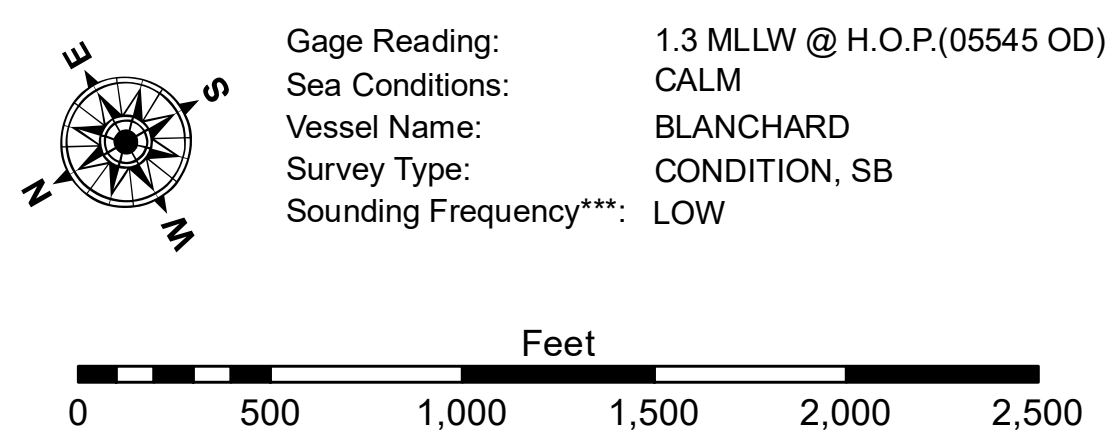 E
S
N
W
Gage Reading: 1.3 MLLW @ H.O.P.(05545 OD)
Sea Conditions: CALM
Vessel Name: BLANCHARD
Survey Type: CONDITION, SB
Sounding Frequency***: LOW
Feet
0 500 1,000 1,500 2,000 2,500